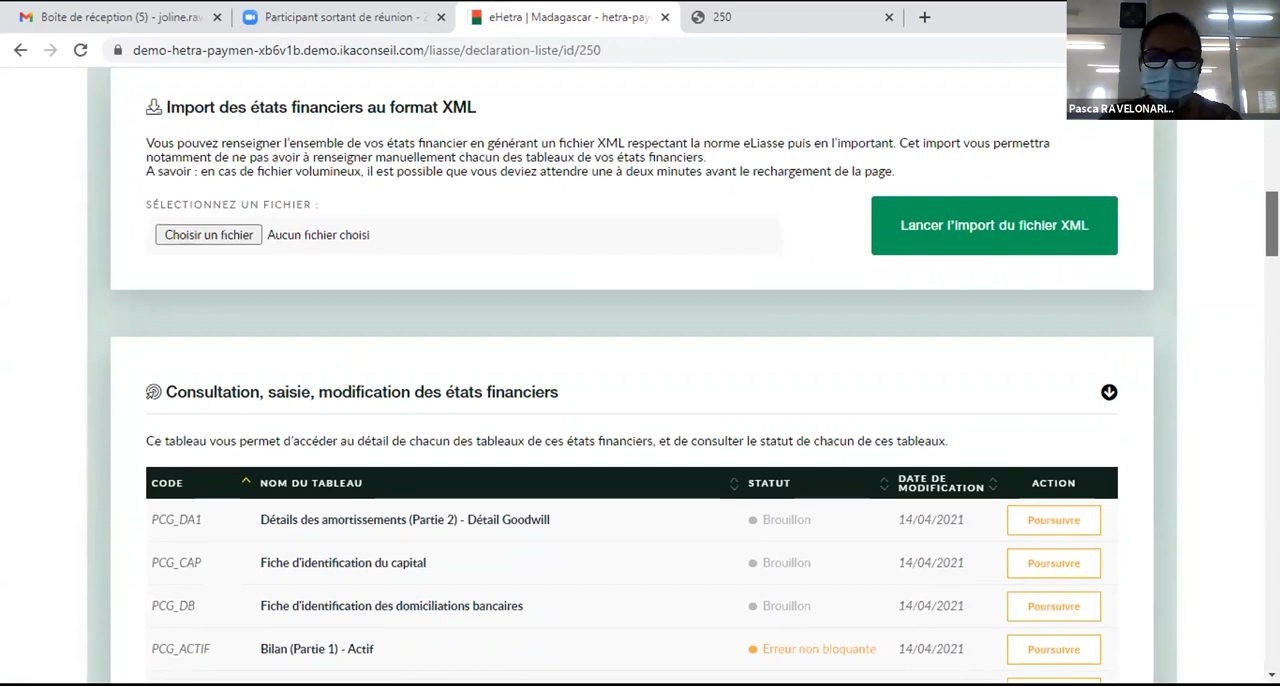 Boîte de réception (5) - joline.rav
Participant sortant de réunion - Z
eHetra | Madagascar - hetra-pay
250
demo-hetra-paymen-xb6v1b.demo.ikaconseil.com/liasse/declaration-liste/id/250
Pasca RAVELONARI...
Import des états financiers au format XML
Vous pouvez renseigner l'ensemble de vos états financier en générant un fichier XML respectant la norme eLiasse puis en l'important. Cet import vous permettra
notamment de ne pas avoir à renseigner manuellement chacun des tableaux de vos états financiers.
A savoir : en cas de fichier volumineux, il est possible que vous deviez attendre une à deux minutes avant le rechargement de la page.
SÉLECTIONNEZ UN FICHIER :
Choisir un fichier Aucun fichier choisi
Lancer l'import du fichier XML
Consultation, saisie, modification des états financiers
Ce tableau vous permet d'accéder au détail de chacun des tableaux de ces états financiers, et de consulter le statut de chacun de ces tableaux.
CODE NOM DU TABLEAU STATUT DATE DE MODIFICATION ACTION
PCG_DA1 Détails des amortissements (Partie 2) - Détail Goodwill Brouillon 14/04/2021 Poursuivre
PCG_CAP Fiche d'identification du capital Brouillon 14/04/2021 Poursuivre
PCG_DB Fiche d'identification des domiciliations bancaires Brouillon 14/04/2021 Poursuivre
PCG_ACTIF Bilan (Partie 1) - Actif Erreur non bloquante 14/04/2021 Poursuivre